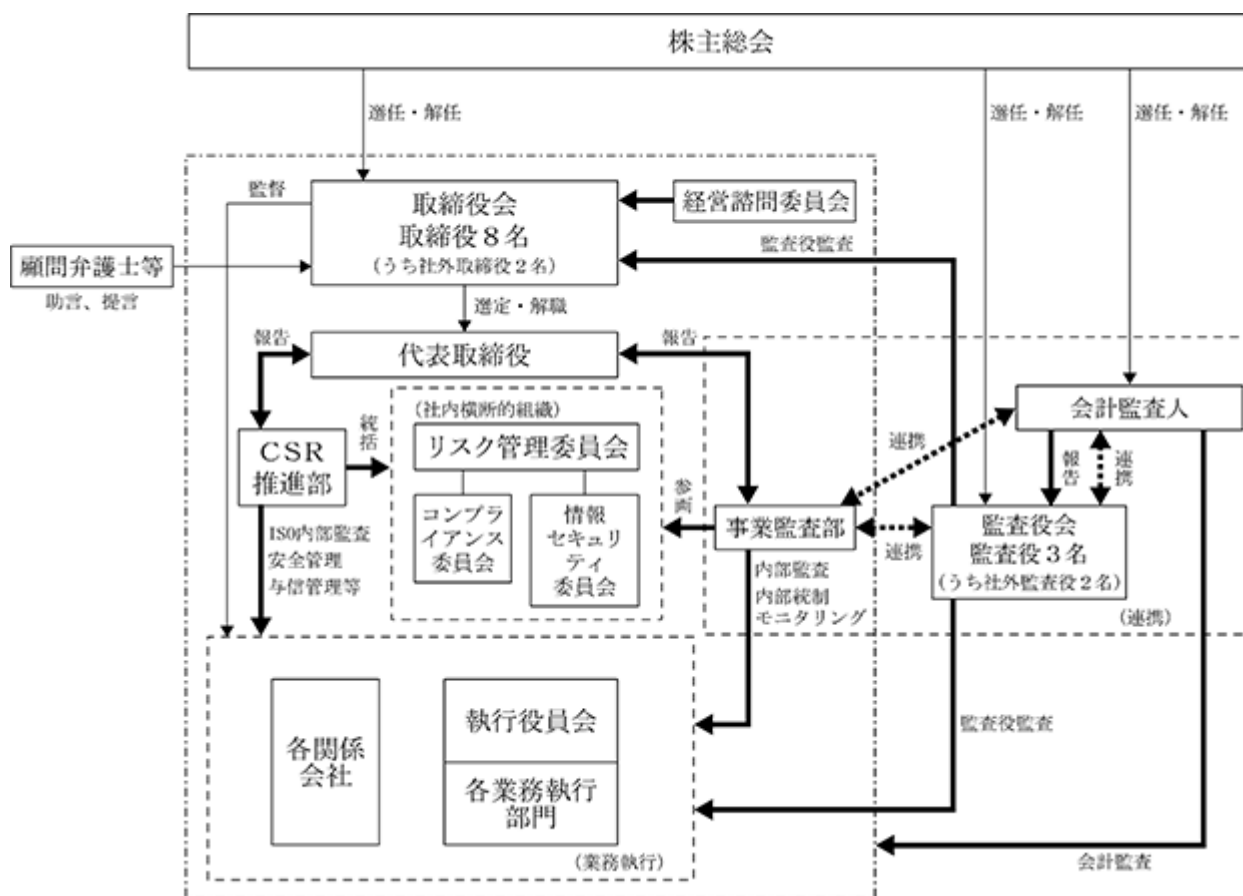 株主総会
選任・解任
選任・解任
選任・解任
監督
取締役会
取締役8名
(うち社外取締役2名)
経営諮問委員会
監査役監査
顧問弁護士等
助言、提言
選定・解職
報告
代表取締役
報告
(社内横断的組織)
リスク管理委員会
統括
CSR
推進部
コンプラ
イアンス
委員会
情報
セキュリ
ティ
委員会
参画
ISO内部監査
安全管理
与信管理等
事業監査部
内部監査
内部統制
モニタリング
連携
連携
会計監査人
報告
連携
監査役会
監査役3名
(うち社外監査役2名)
(連携)
各関係
会社
執行役員会
各業務執行
部門
(業務執行)
監査役監査
会計監査